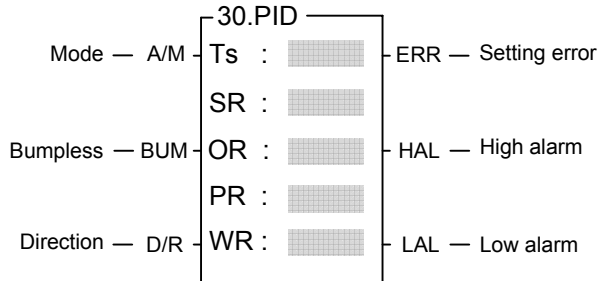 30.PID
Mode — A/M Ts : ERR — Setting error
SR :
Bumpless — BUM OR : HAL — High alarm
PR :
Direction — D/R WR : LAL — Low alarm